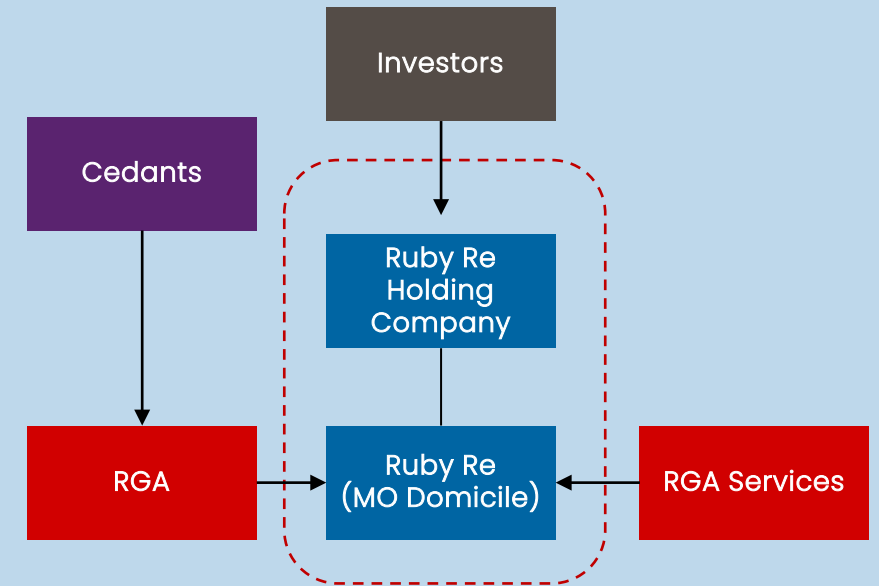 Investors
Cedants
Ruby Re
Holding
Company
RGA
Ruby Re
(MO Domicile)
RGA Services